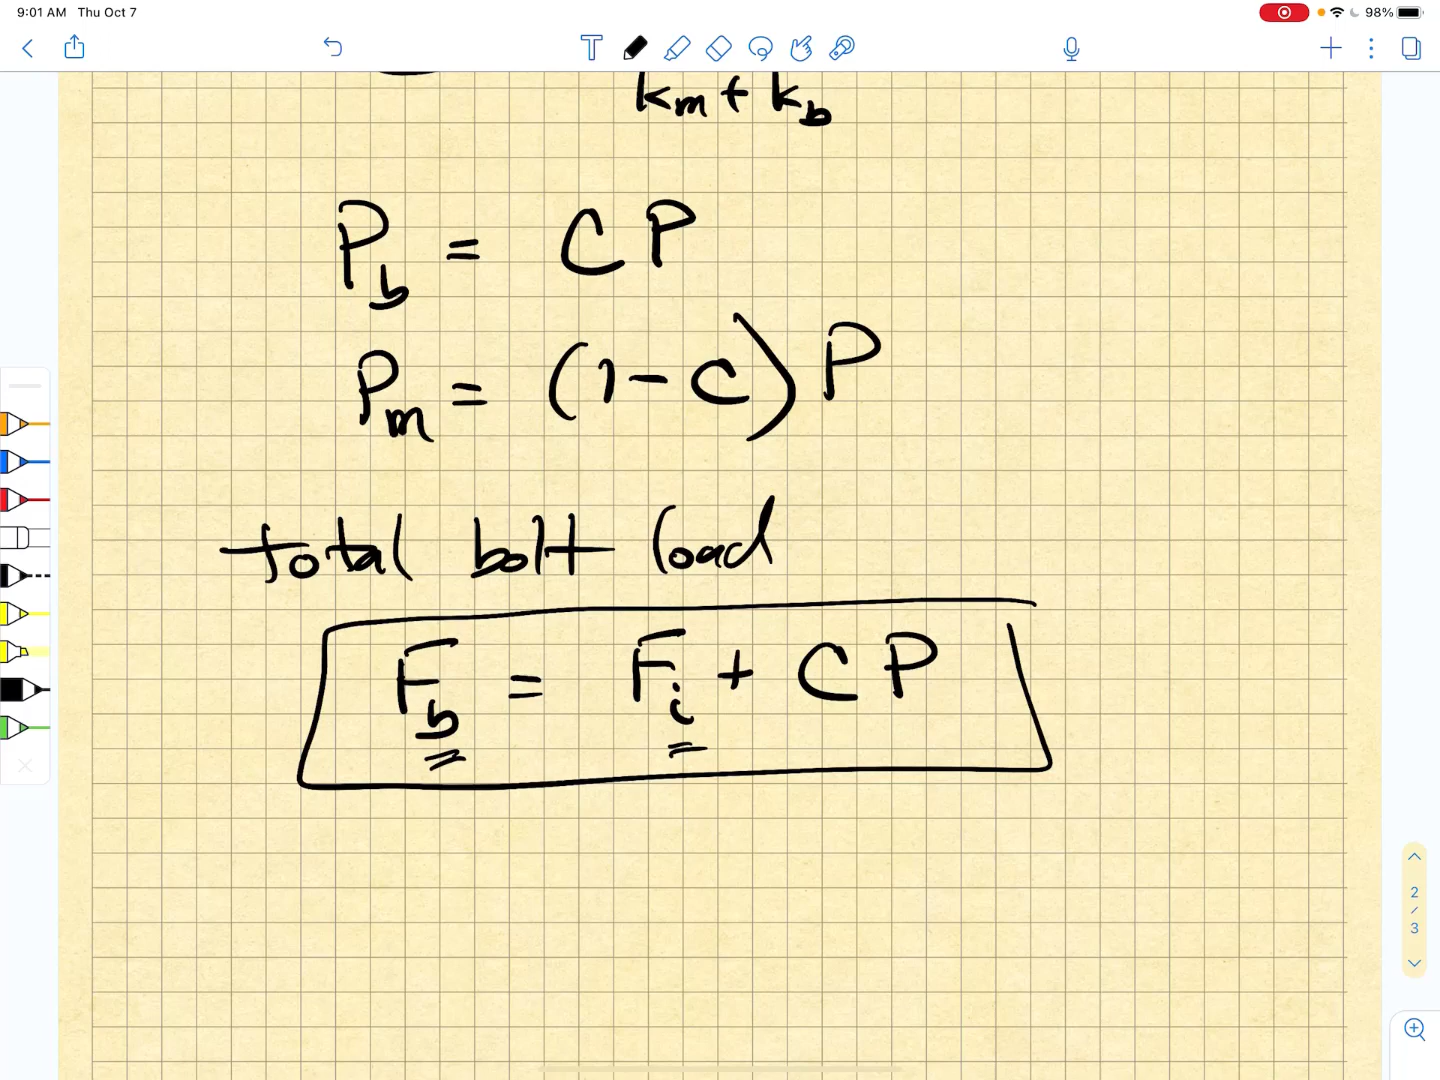 9:01 AM Thu Oct 7
98%
km + kb
Pb = CP
Pm = (1 - C) P
total bolt load
Fb = Fi + CP
2
/
3